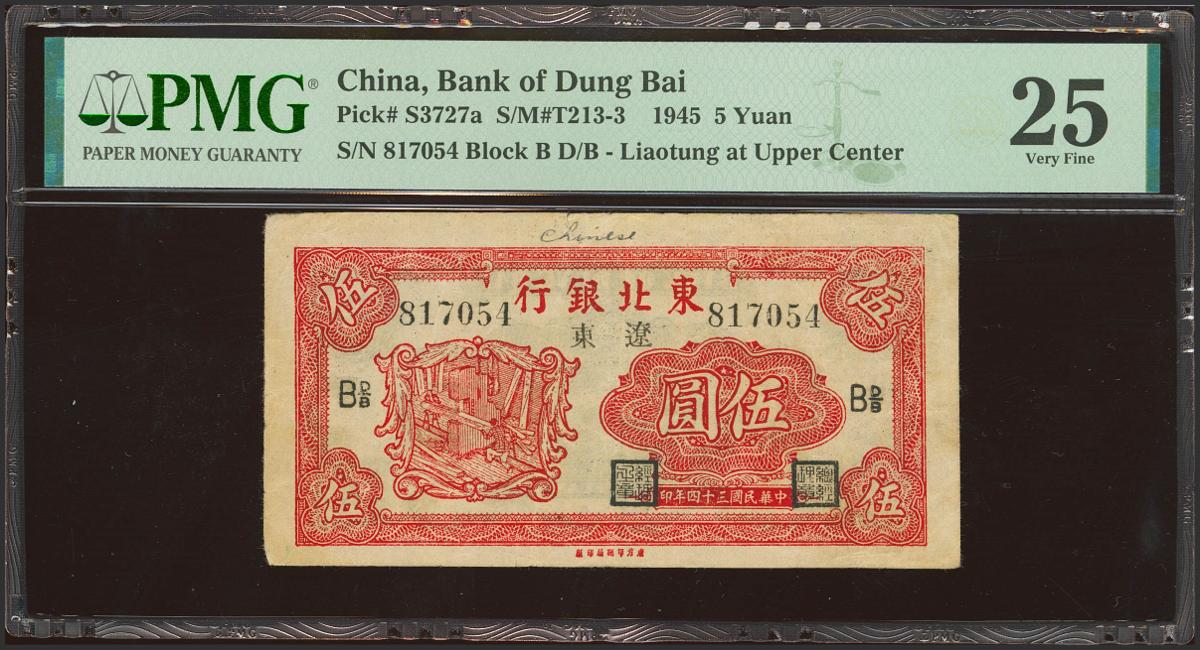 PMG®
PAPER MONEY GUARANTY
China, Bank of Dung Bai
Pick# S3727a S/M#T213-3 1945 5 Yuan
S/N 817054 Block B D/B - Liaotung at Upper Center
25
Very Fine
Chinese
伍
伍
行銀北東
817054
817054
東遼
B D/B
B D/B
圓伍
伍
伍
印年四十三國民華中
PMG
PMG